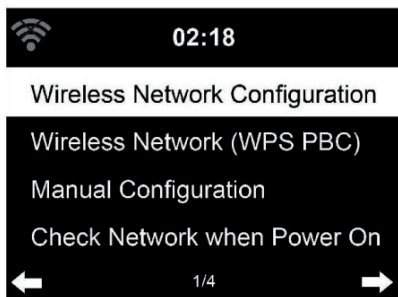 02:18
Wireless Network Configuration
Wireless Network (WPS PBC)
Manual Configuration
Check Network when Power On
1/4